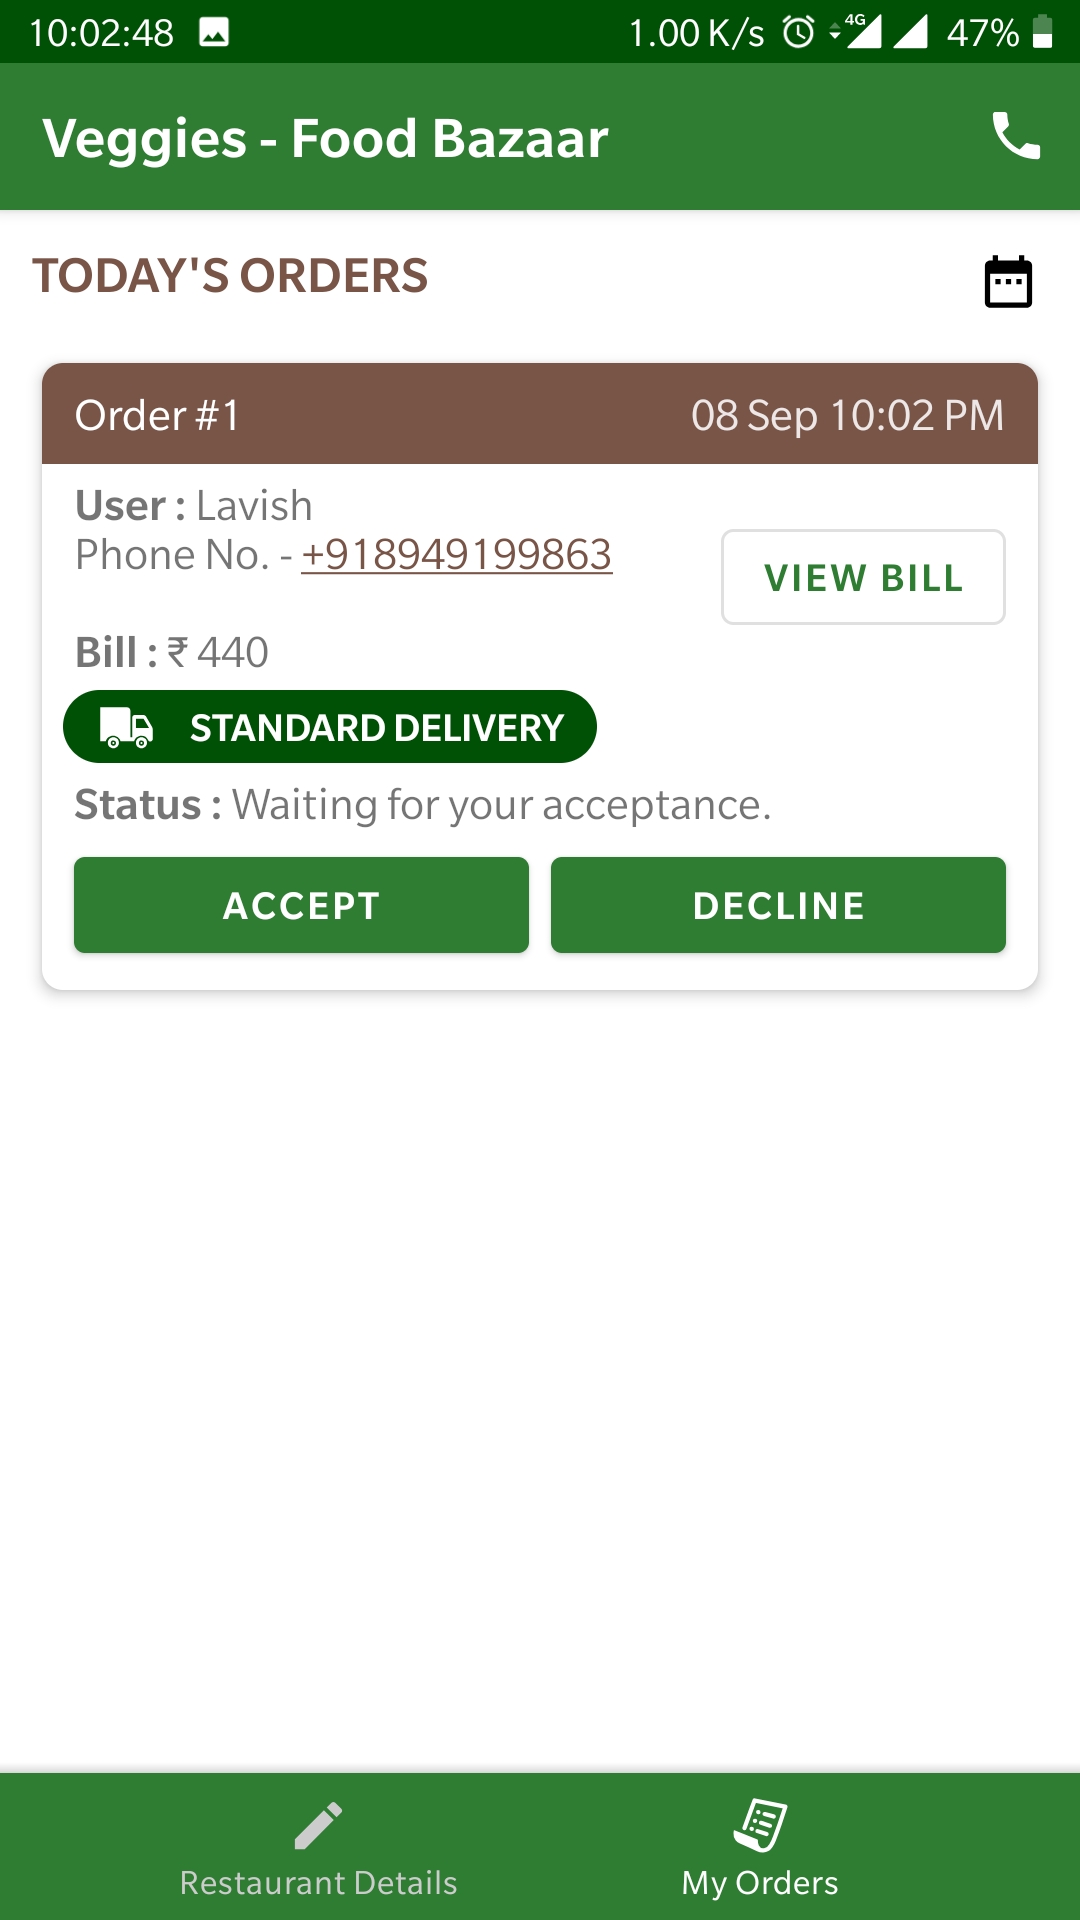 10:02:48 1.00 K/s 4G 47%
Veggies - Food Bazaar
TODAY'S ORDERS
Order #1 08 Sep 10:02 PM
User : Lavish
Phone No. - +918949199863
VIEW BILL
Bill : ₹ 440
STANDARD DELIVERY
Status : Waiting for your acceptance.
ACCEPT DECLINE
Restaurant Details My Orders